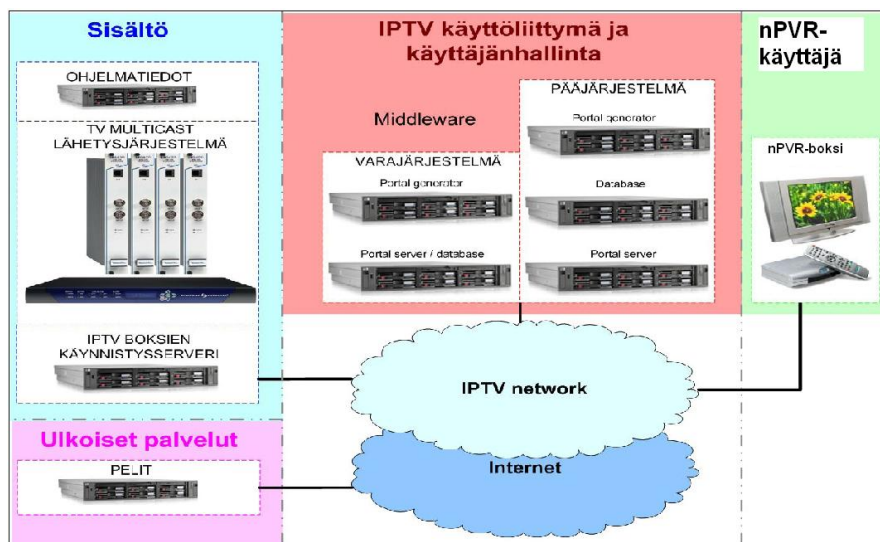 Sisältö
OHJELMATIEDOT
TV MULTICAST
LÄHETYSJÄRJESTELMÄ
IPTV BOKSIEN
KÄYNNISTYSSERVERI
Ulkoiset palvelut
PELIT
IPTV käyttöliittymä ja
käyttäjänhallinta
Middleware
VARAJÄRJESTELMÄ
Portal generator
Portal server / database
PÄÄJÄRJESTELMÄ
Portal generator
Database
Portal server
nPVR-
käyttäjä
nPVR-boksi
IPTV network
Internet